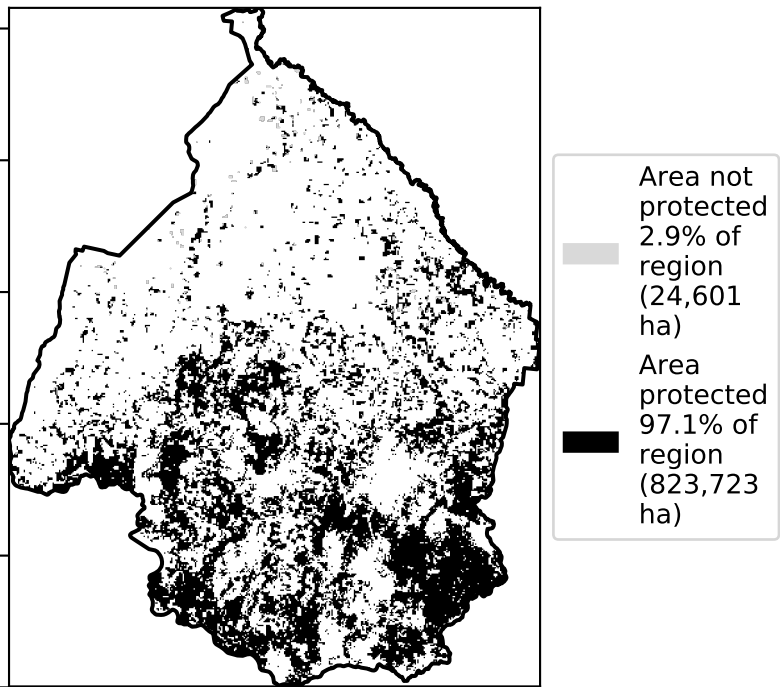 Area not
protected
2.9% of
region
(24,601
ha)
Area
protected
97.1% of
region
(823,723
ha)